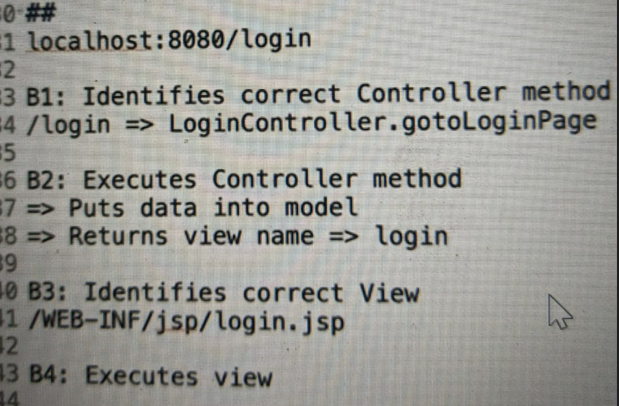 0 ##
1 localhost:8080/login
2
3 B1: Identifies correct Controller method
4 /login => LoginController.gotoLoginPage
5
6 B2: Executes Controller method
7 => Puts data into model
8 => Returns view name => login
9
0 B3: Identifies correct View
1 /WEB-INF/jsp/login.jsp
2
3 B4: Executes view
44